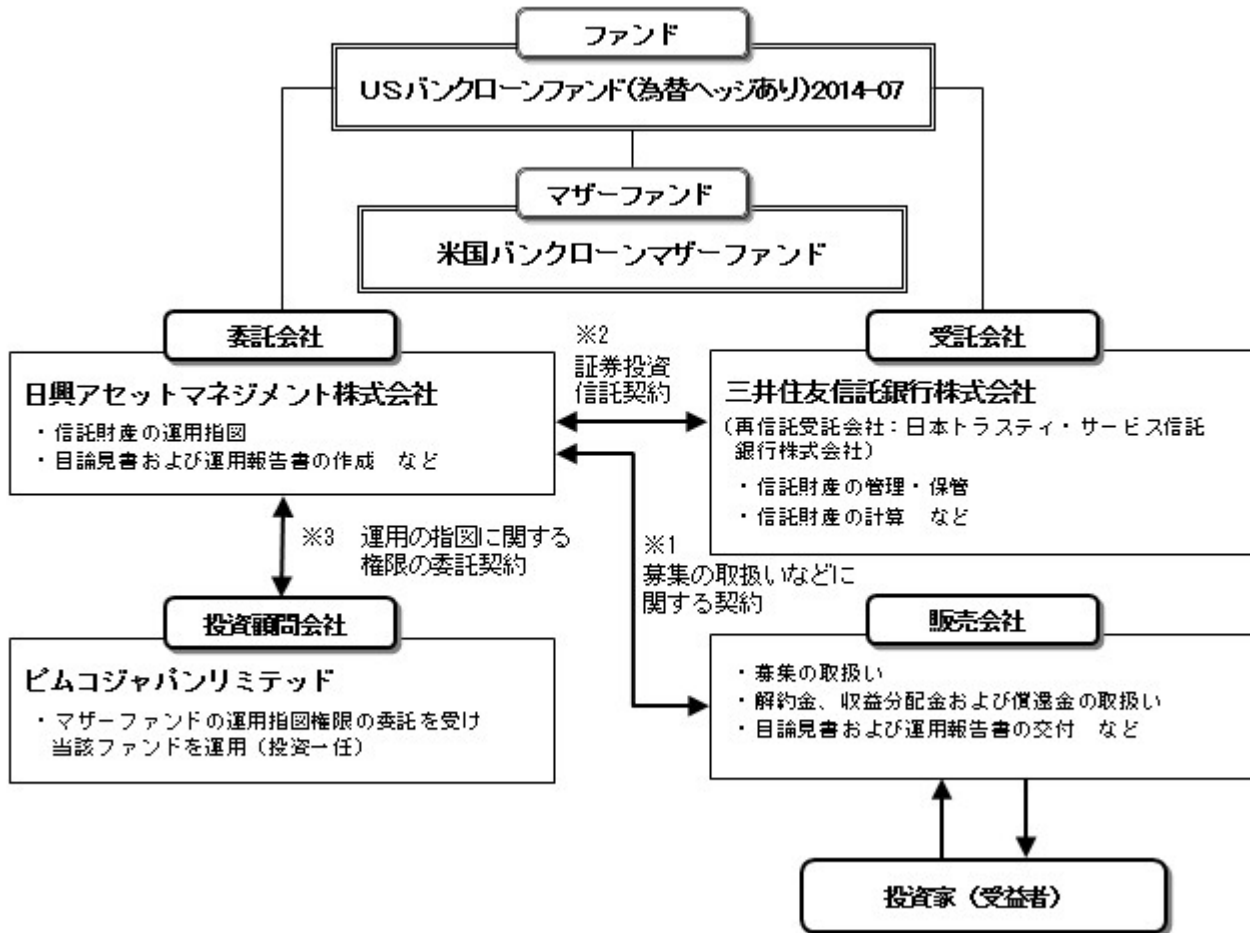 ファンド
USバンクローンファンド(為替ヘッジあり)2014-07
マザーファンド
米国バンクローンマザーファンド
委託会社
日興アセットマネジメント株式会社
・信託財産の運用指図
・目論見書および運用報告書の作成　など
※2
証券投資
信託契約
受託会社
三井住友信託銀行株式会社
(再信託受託会社：日本トラスティ・サービス信託
銀行株式会社)
・信託財産の管理・保管
・信託財産の計算　など
※3　運用の指図に関する
権限の委託契約
※1
募集の取扱いなどに
関する契約
投資顧問会社
ピムコジャパンリミテッド
・マザーファンドの運用指図権限の委託を受け
当該ファンドを運用（投資一任）
販売会社
・募集の取扱い
・解約金、収益分配金および償還金の取扱い
・目論見書および運用報告書の交付　など
投資家（受益者）